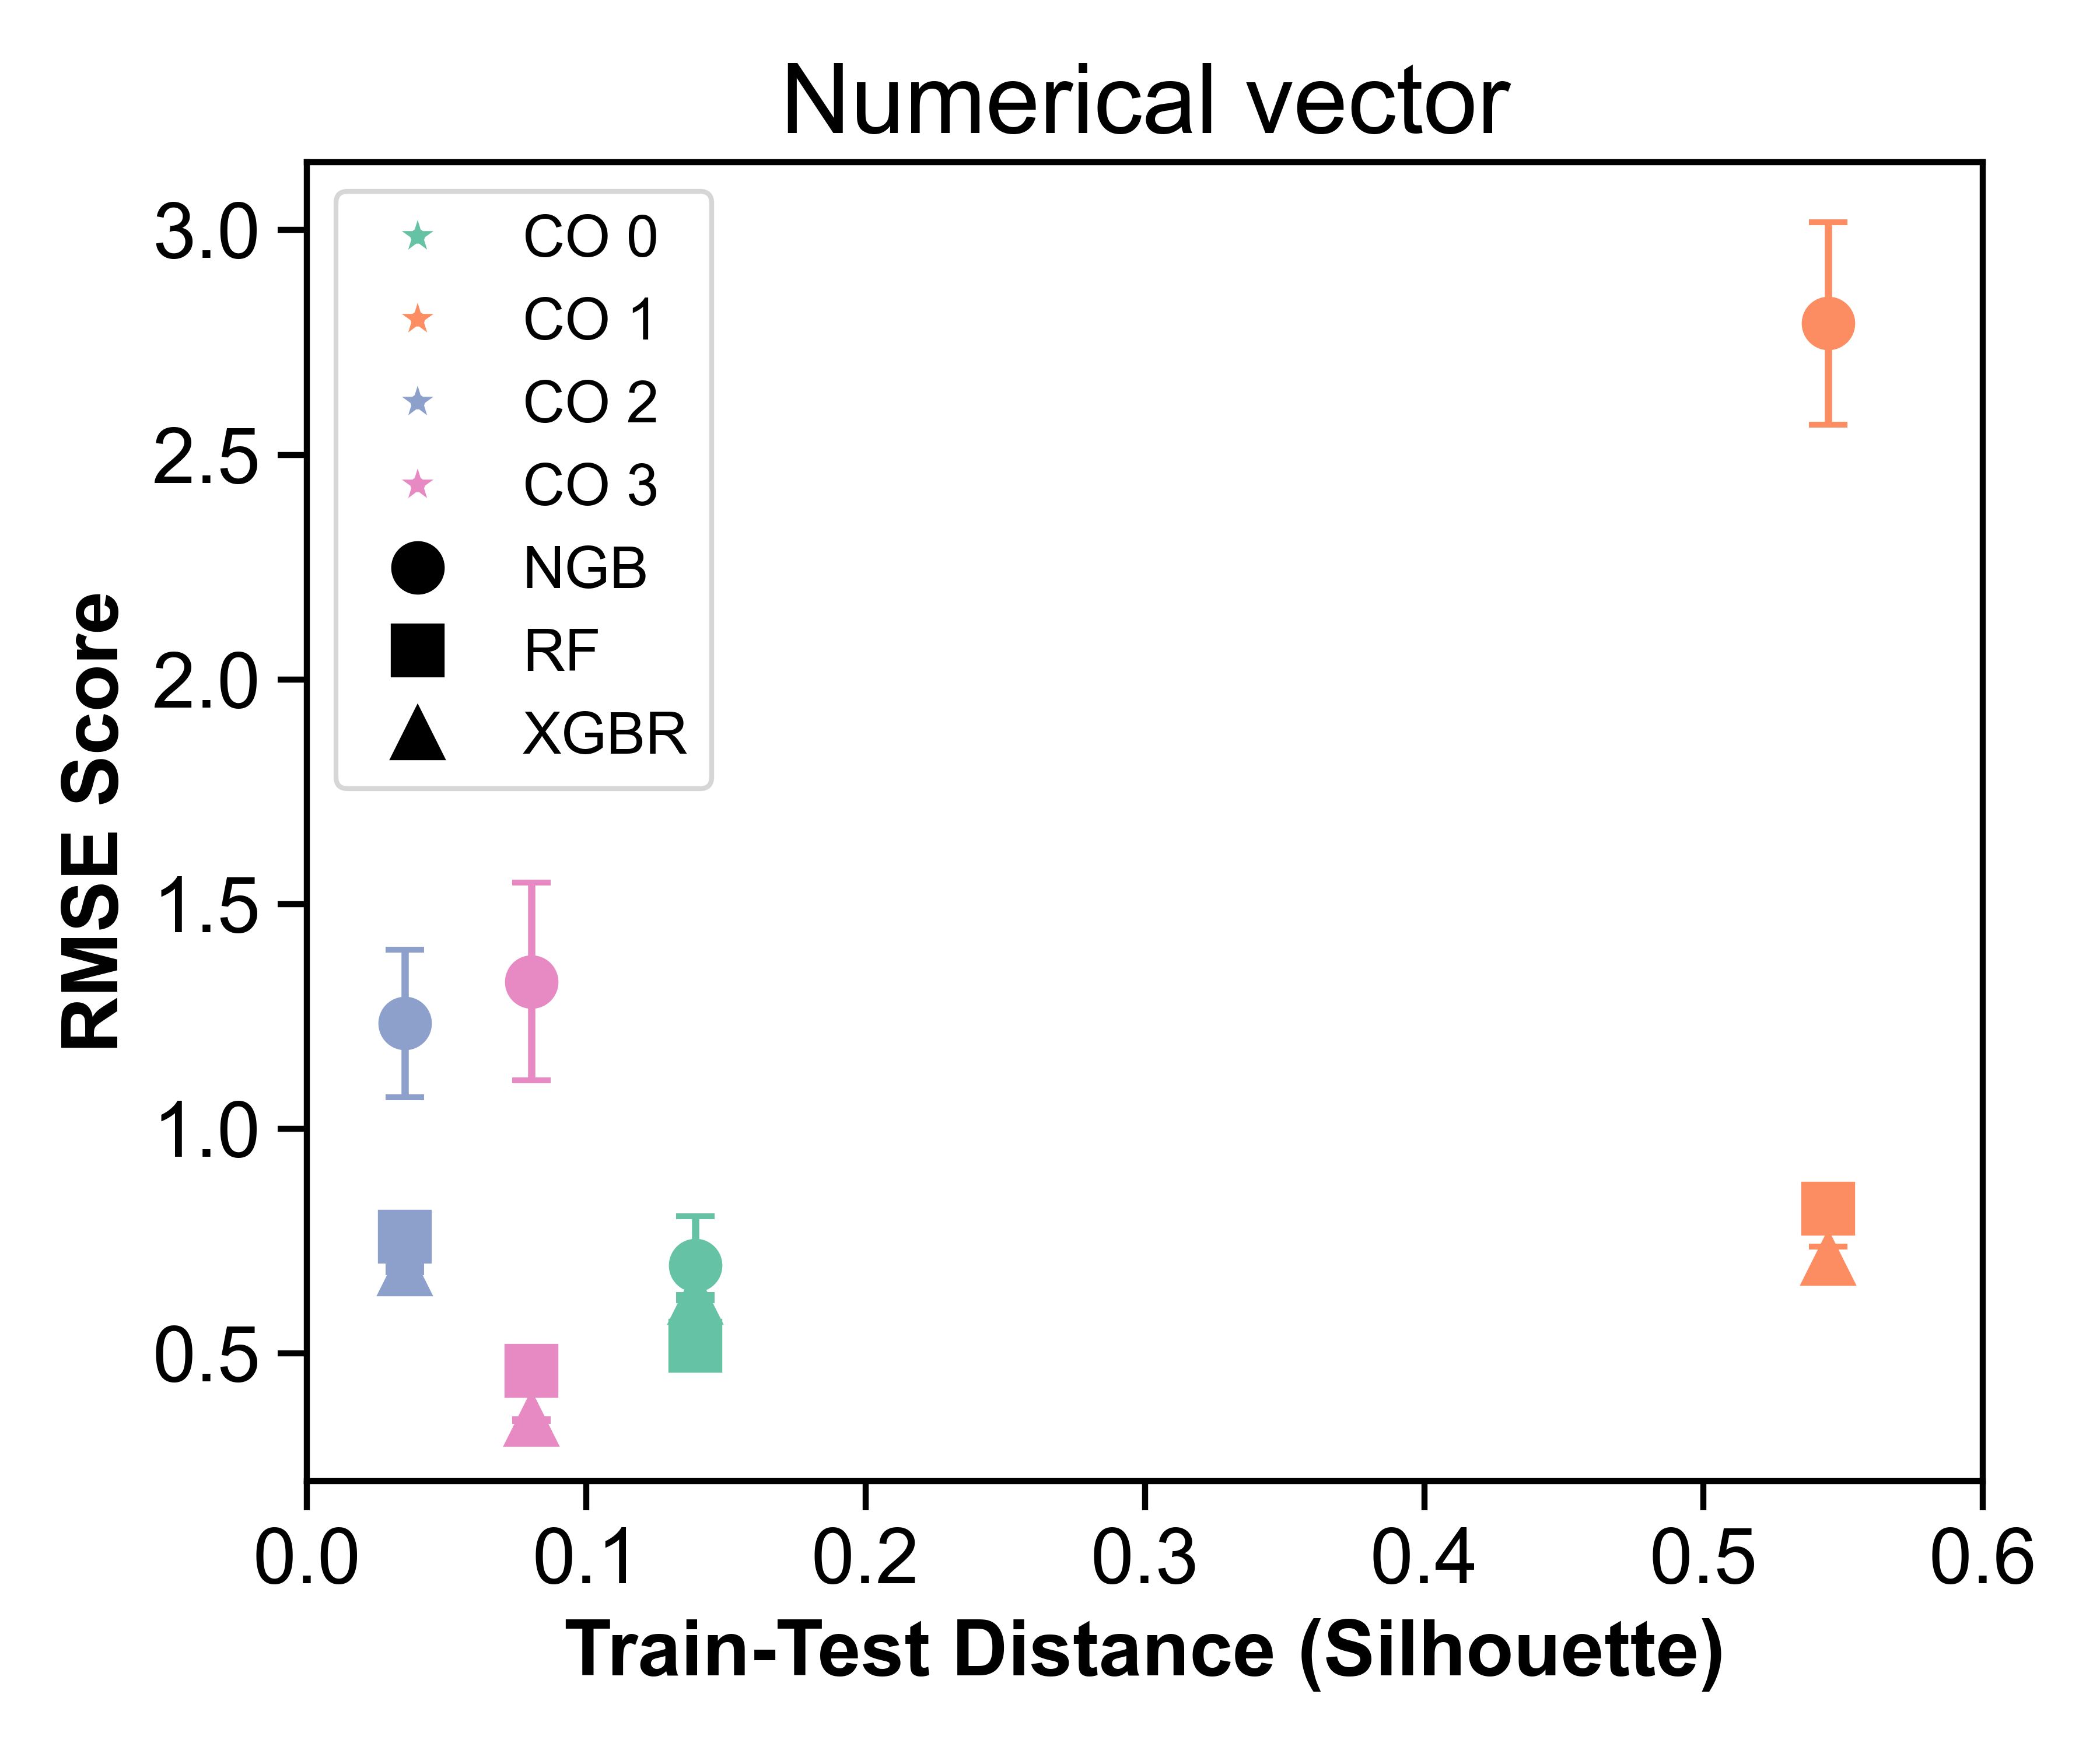 Numerical vector
3.0
2.5
2.0
1.5
1.0
0.5
RMSE Score
CO 0
CO 1
CO 2
CO 3
NGB
RF
XGBR
0.0 0.1 0.2 0.3 0.4 0.5 0.6
Train-Test Distance (Silhouette)